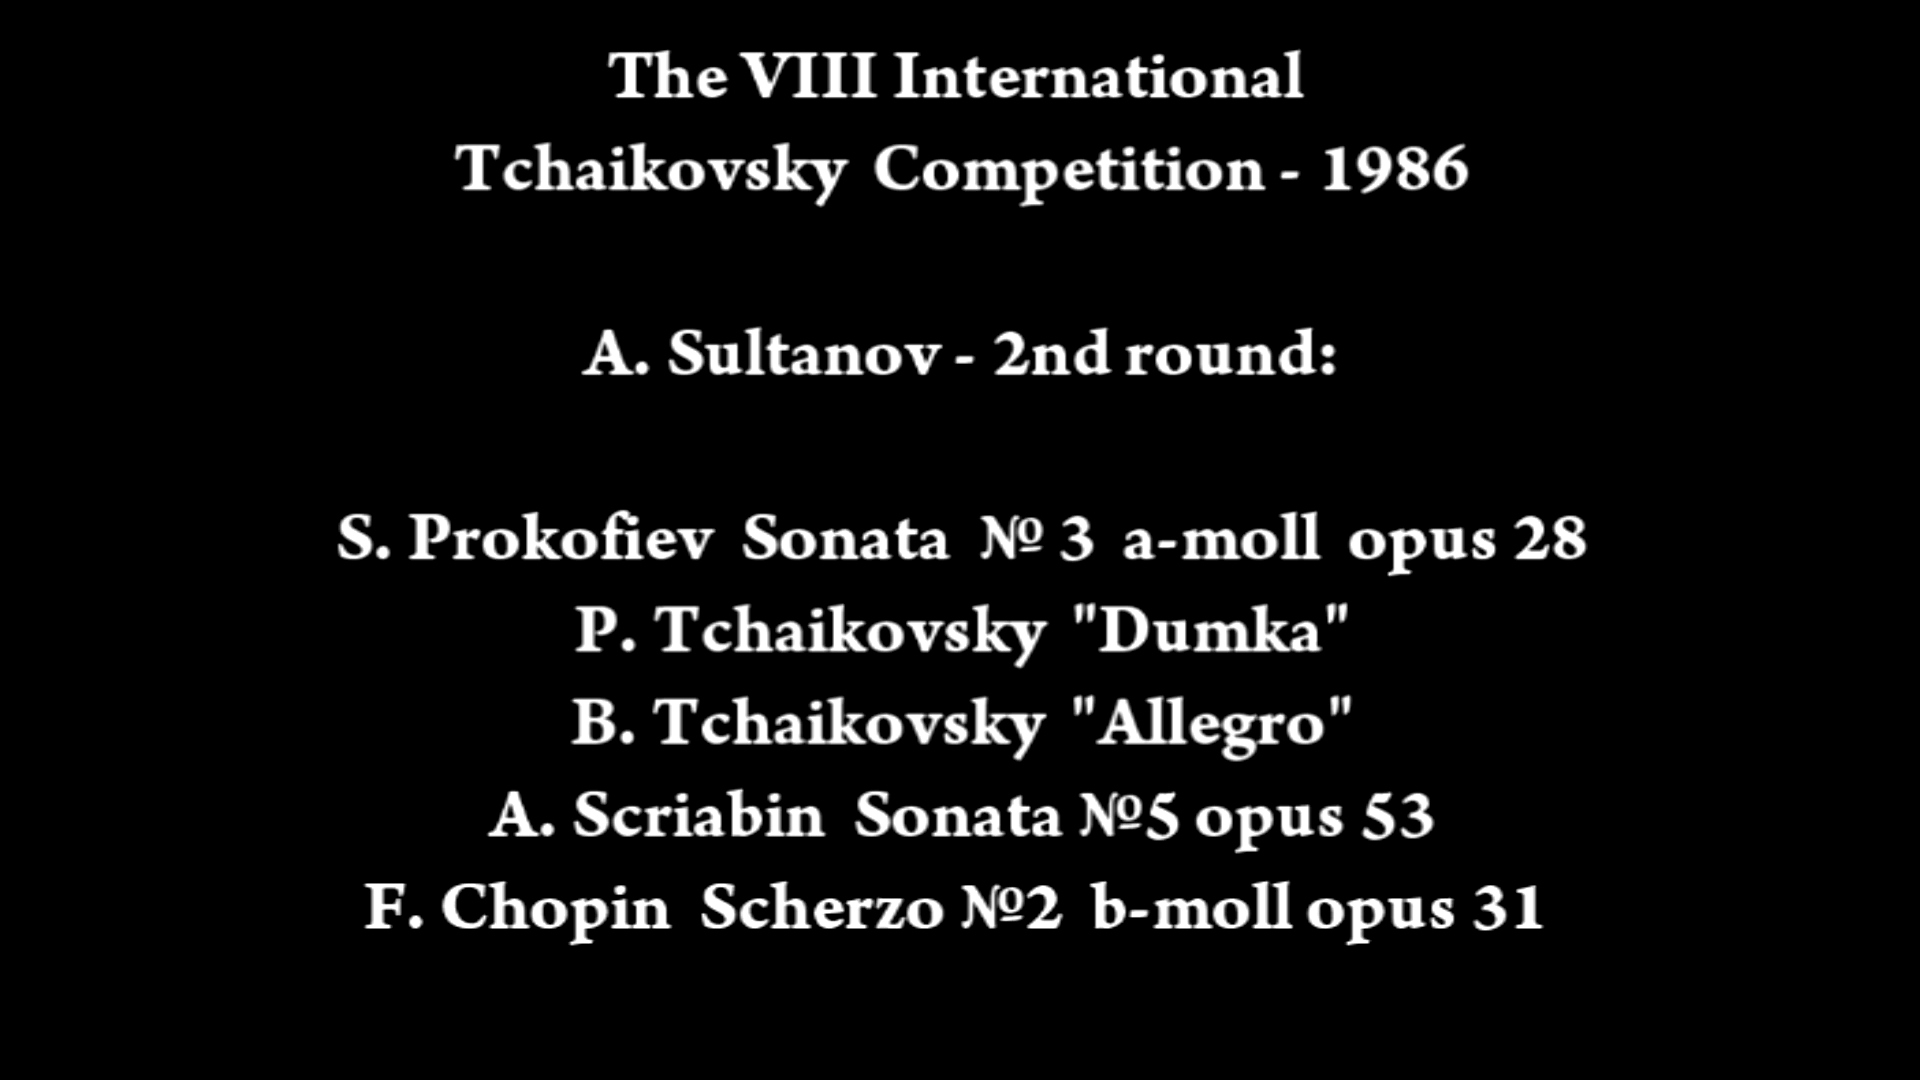 The VIII International
Tchaikovsky Competition - 1986
A. Sultanov - 2nd round:
S. Prokofiev Sonata № 3 a-moll opus 28
P. Tchaikovsky "Dumka"
B. Tchaikovsky "Allegro"
A. Scriabin Sonata №5 opus 53
F. Chopin Scherzo №2 b-moll opus 31